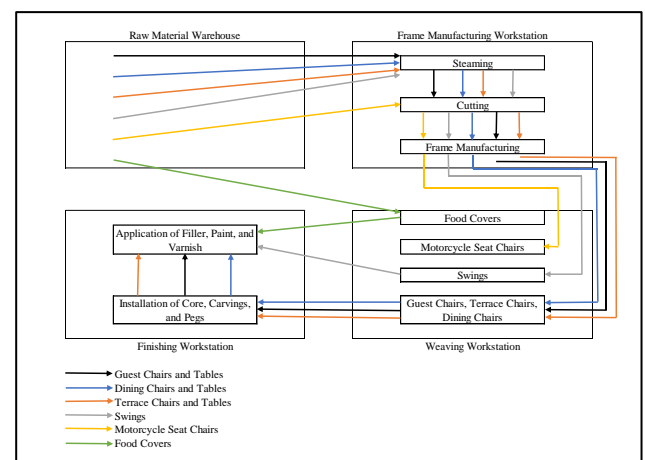 Raw Material Warehouse
Frame Manufacturing Workstation
Steaming
Cutting
Frame Manufacturing
Application of Filler, Paint, and
Varnish
Installation of Core, Carvings,
and Pegs
Food Covers
Motorcycle Seat Chairs
Swings
Guest Chairs, Terrace Chairs,
Dining Chairs
Finishing Workstation
Weaving Workstation
Guest Chairs and Tables
Dining Chairs and Tables
Terrace Chairs and Tables
Swings
Motorcycle Seat Chairs
Food Covers